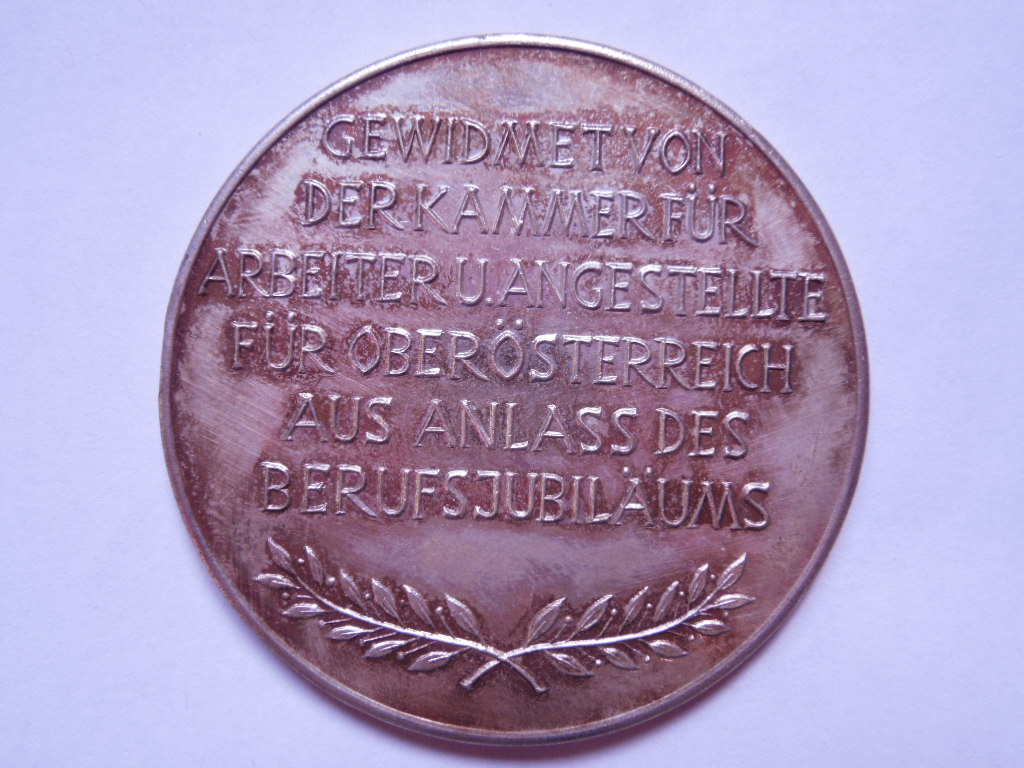 GEWIDMET VON
DER KAMMER FÜR
ARBEITER U. ANGESTELLTE
FÜR OBERÖSTERREICH
AUS ANLASS DES
BERUFSJUBILÄUMS